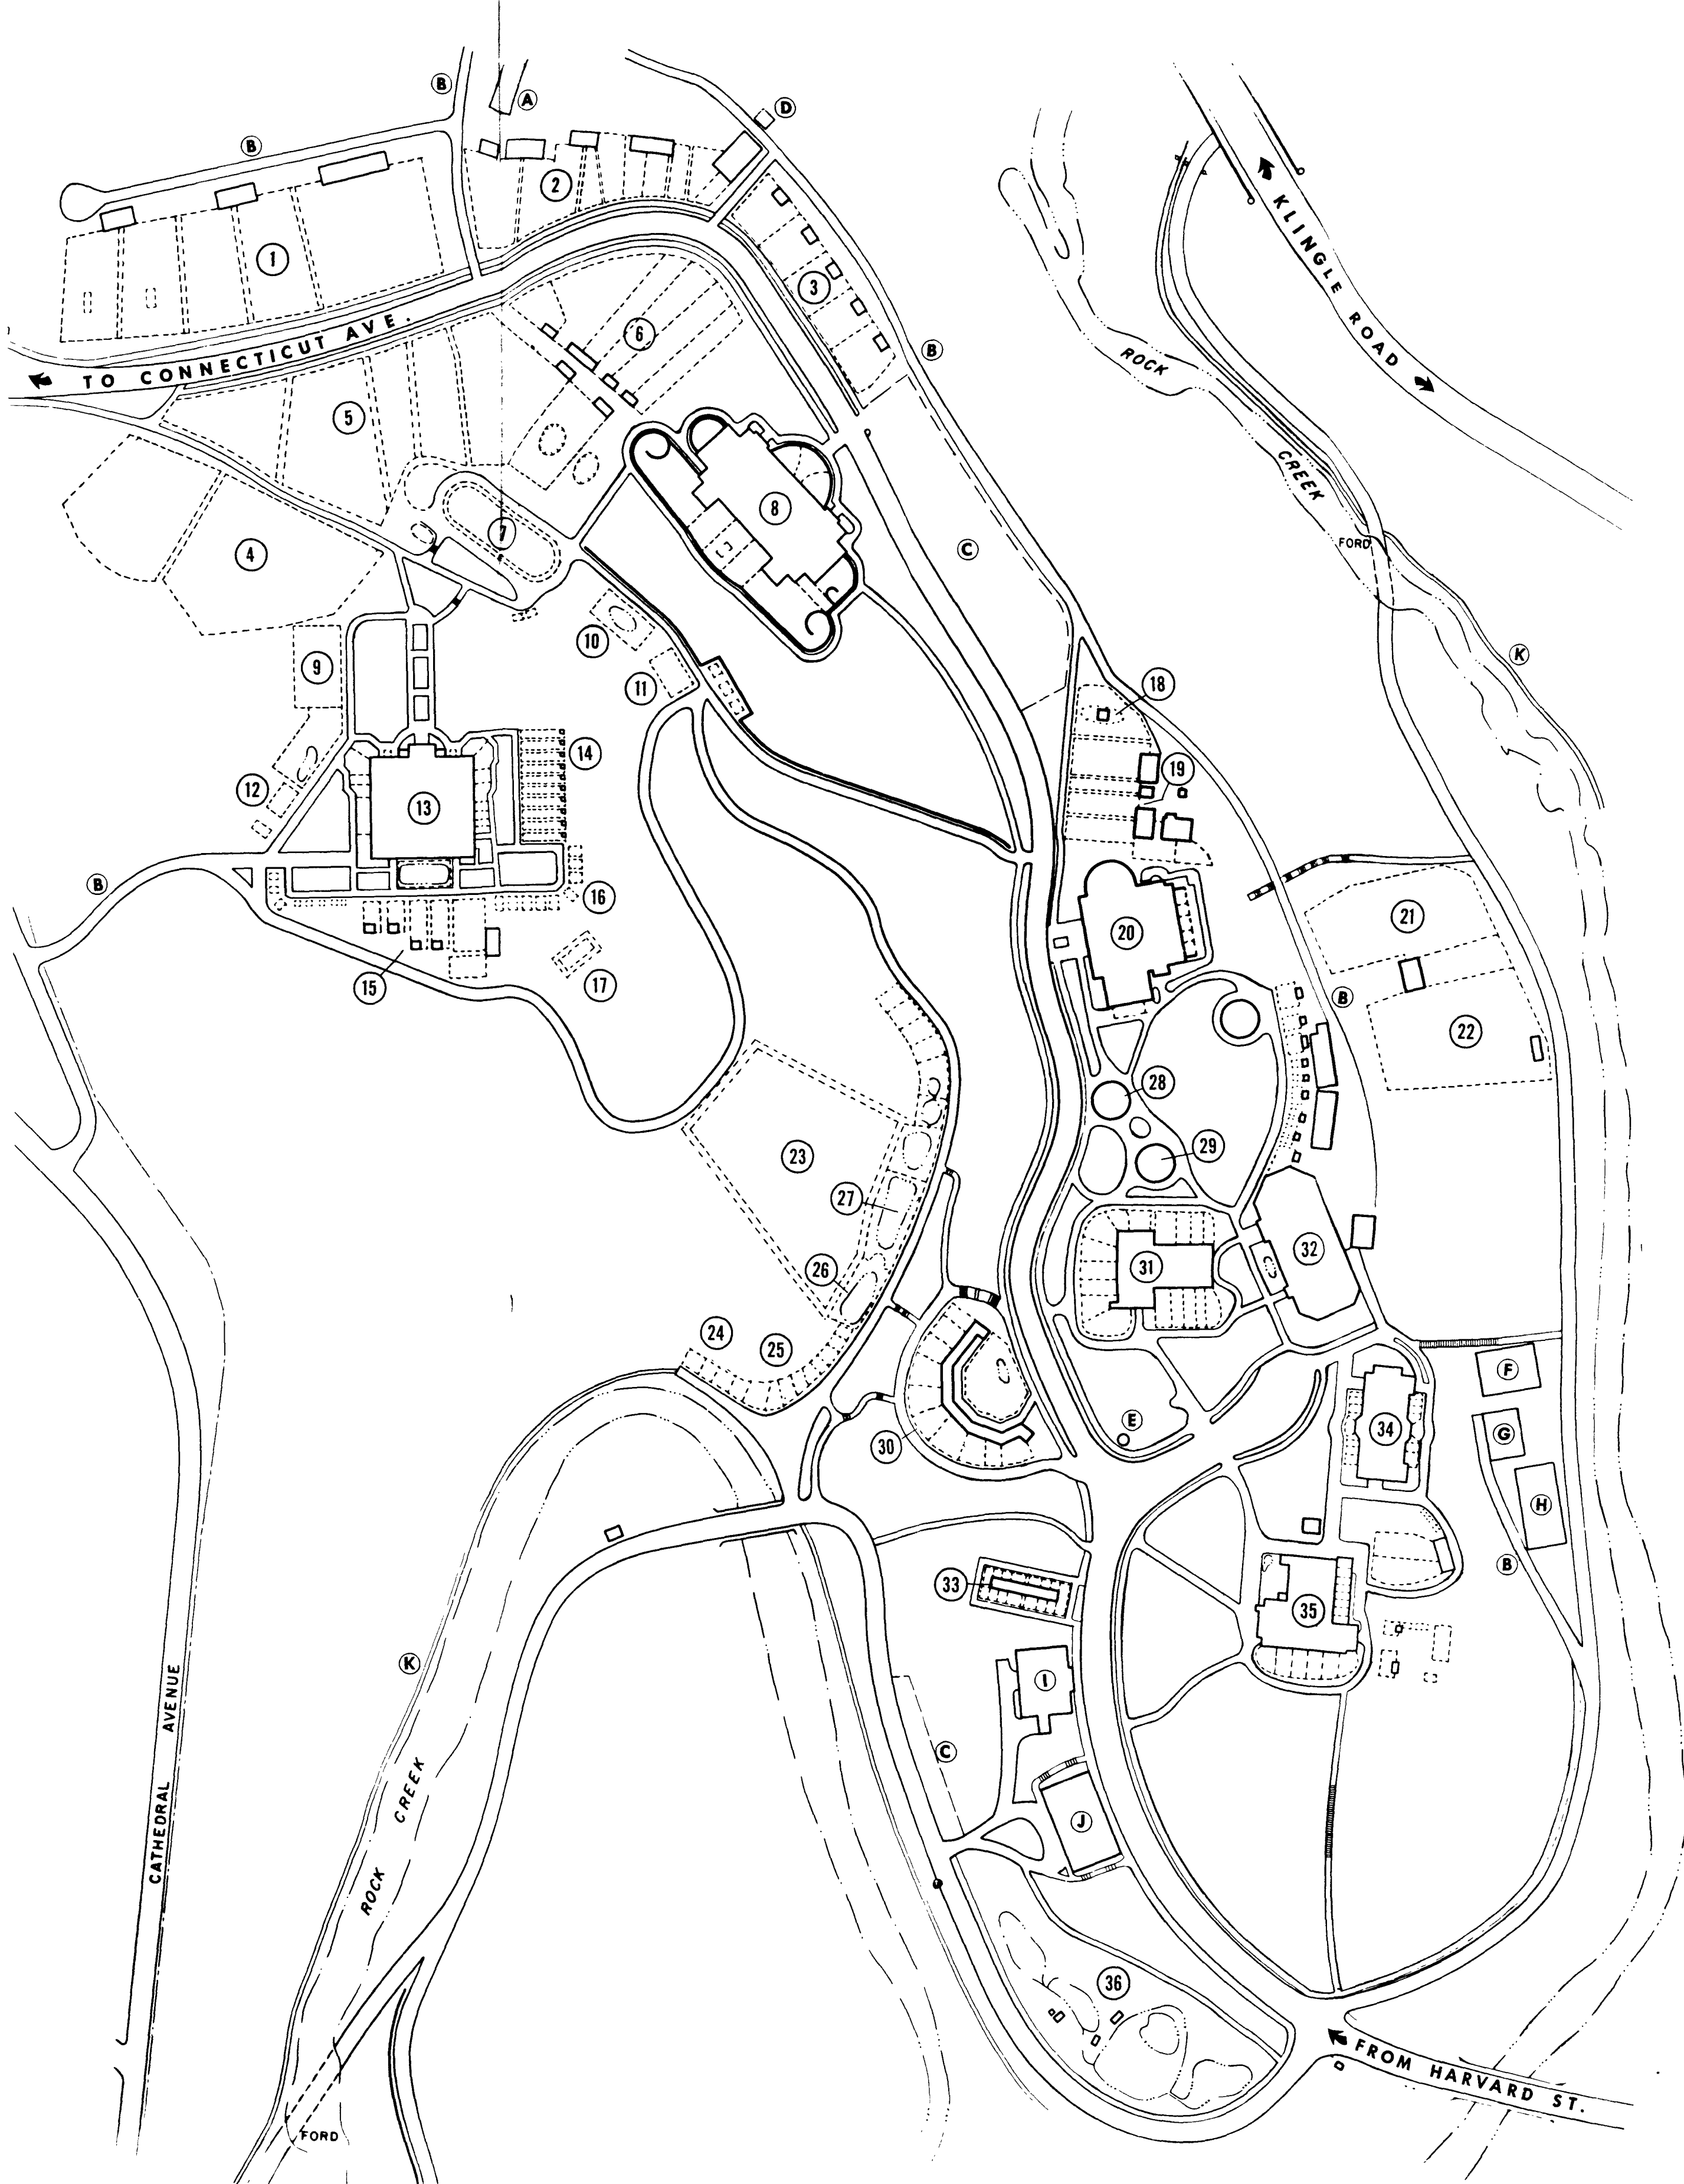 B
A
D
B
2
1
3
KLINGLE ROAD
6
B
ROCK
TO CONNECTICUT AVE.
5
CREEK
8
7
4
C
FORD
10
K
9
11
18
14
19
12
13
B
16
21
20
15
17
B
22
28
29
23
27
32
31
26
24
25
F
E
34
30
G
H
B
33
35
K
I
CATHEDRAL AVENUE
C
ROCK CREEK
J
36
FROM HARVARD ST.
FORD